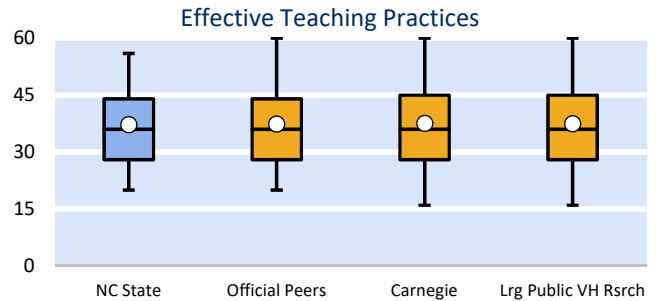 Effective Teaching Practices
60
45
30
15
0
NC State Official Peers Carnegie Lrg Public VH Rsrch